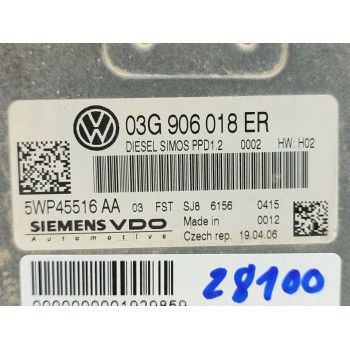 03G 906 018 ER
DIESEL SIMOS PPD1.2 0002 HW: H02
5WP45516 AA 03 FST SJ8 6156 0415
SIEMENS VDO Made in 0012
Automotive Czech rep. 19.04.06
28100